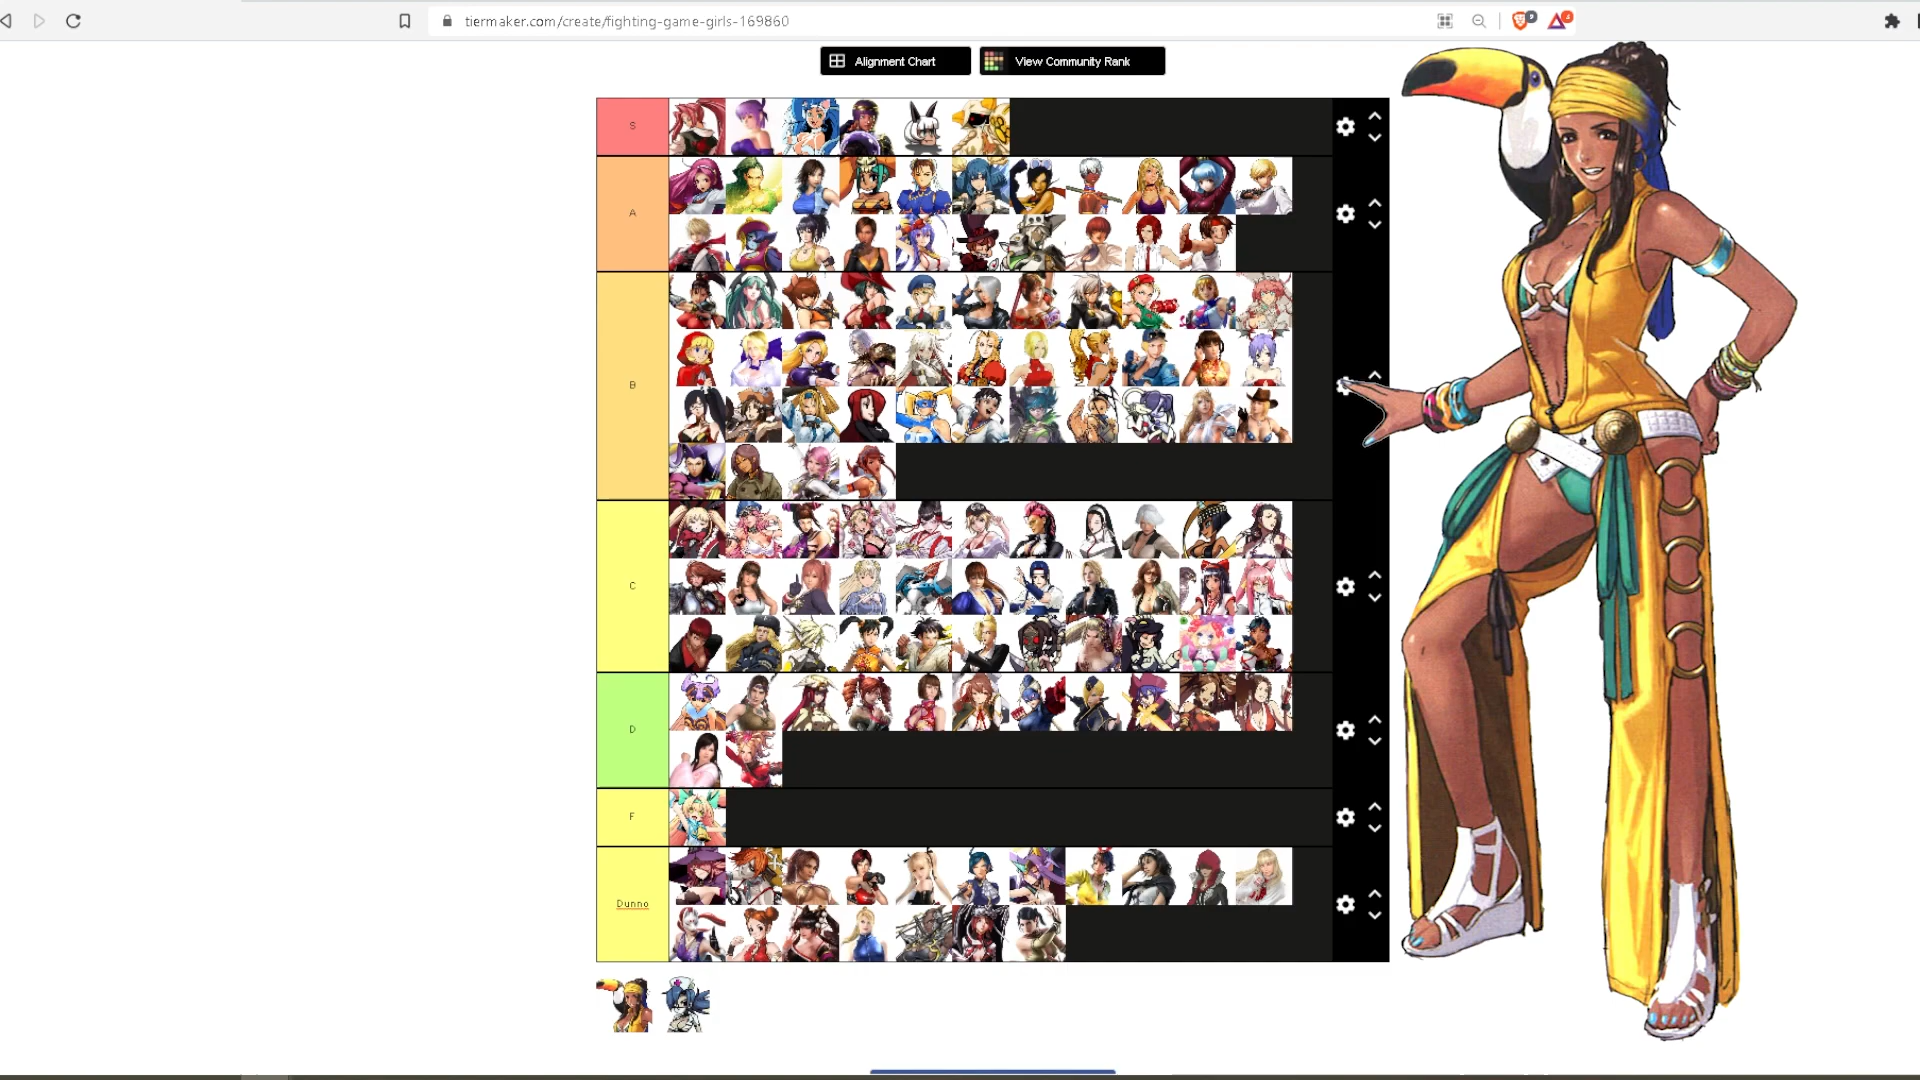 tiermaker.com/create/fighting-game-girls-169860
Alignment Chart
View Community Rank
S
A
B
C
D
F
Dunno